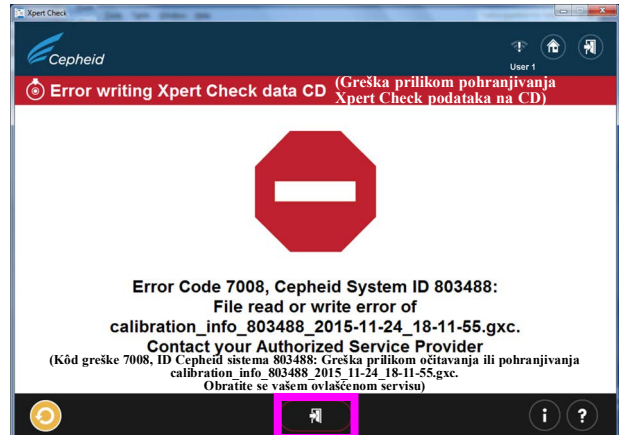 Xpert Check
Cepheid
User 1
Error writing Xpert Check data CD (Greška prilikom pohranjivanja
Xpert Check podataka na CD)
Error Code 7008, Cepheid System ID 803488:
File read or write error of
calibration_info_803488_2015-11-24_18-11-55.gxc.
Contact your Authorized Service Provider
(Kôd greške 7008, ID Cepheid sistema 803488: Greška prilikom očitavanja ili pohranjivanja
calibration_info_803488_2015_11-24_18-11-55.gxc.
Obratite se vašem ovlašćenom servisu)
i ?